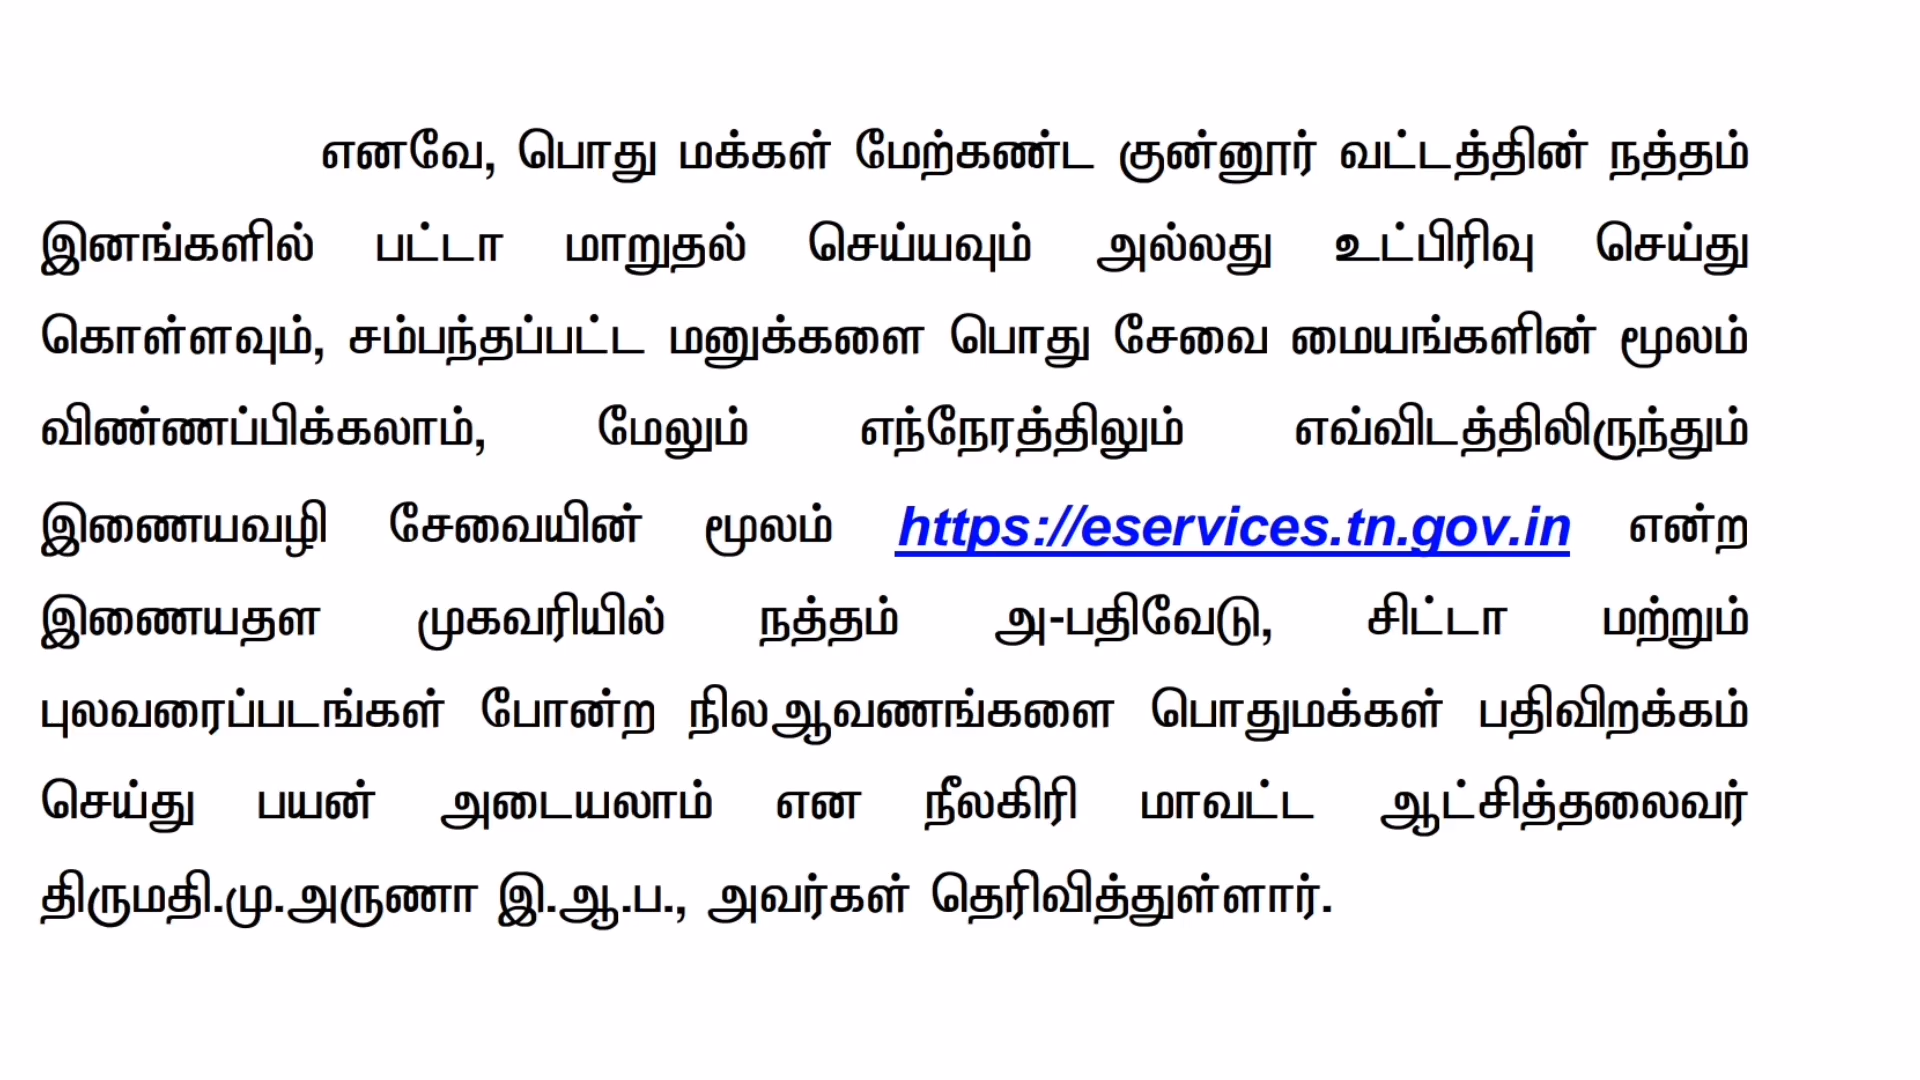 எனவே, பொது மக்கள் மேற்கண்ட குன்னூர் வட்டத்தின் நத்தம்
இனங்களில் பட்டா மாறுதல் செய்யவும் அல்லது உட்பிரிவு செய்து
கொள்ளவும், சம்பந்தப்பட்ட மனுக்களை பொது சேவை மையங்களின் மூலம்
விண்ணப்பிக்கலாம், மேலும் எந்நேரத்திலும் எவ்விடத்திலிருந்தும்
இணையவழி சேவையின் மூலம் https://eservices.tn.gov.in என்ற
இணையதள முகவரியில் நத்தம் அ-பதிவேடு, சிட்டா மற்றும்
புலவரைப்படங்கள் போன்ற நிலஆவணங்களை பொதுமக்கள் பதிவிறக்கம்
செய்து பயன் அடையலாம் என நீலகிரி மாவட்ட ஆட்சித்தலைவர்
திருமதி.மு.அருணா இ.ஆ.ப., அவர்கள் தெரிவித்துள்ளார்.